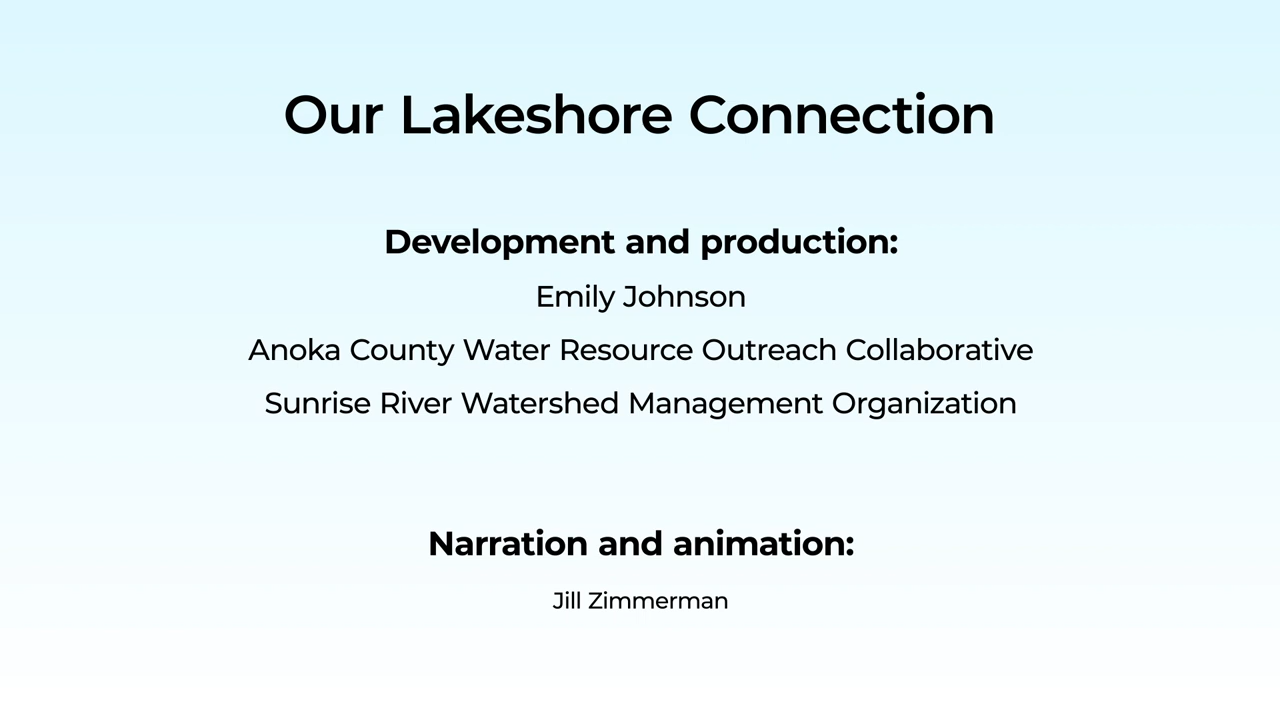 Our Lakeshore Connection
Development and production:
Emily Johnson
Anoka County Water Resource Outreach Collaborative
Sunrise River Watershed Management Organization
Narration and animation:
Jill Zimmerman